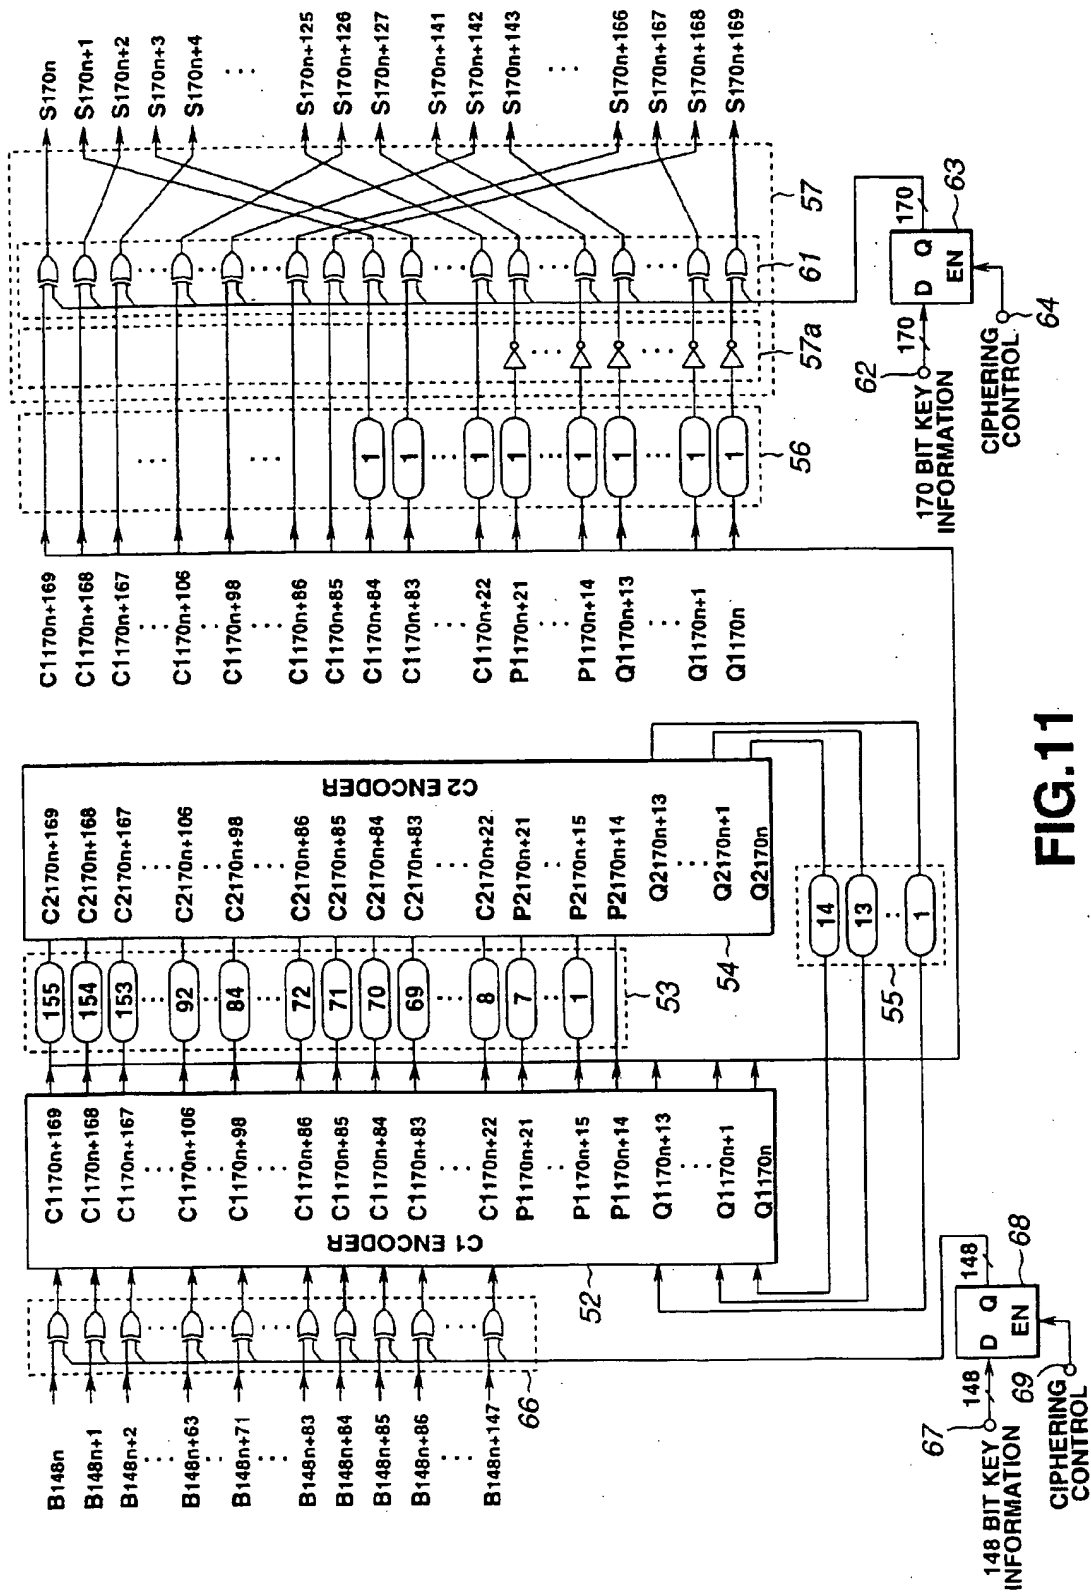 B148n
B148n+1
B148n+2
B148n+63
B148n+71
B148n+83
B148n+84
B148n+85
B148n+86
B148n+147
66
148 BIT KEY
INFORMATION
67
148
D Q
EN
148
68
CIPHERING
CONTROL
69
52
C1 ENCODER
C1170n+169
C1170n+168
C1170n+167
C1170n+106
C1170n+98
C1170n+86
C1170n+85
C1170n+84
C1170n+83
C1170n+22
P1170n+21
P1170n+15
P1170n+14
Q1170n+13
Q1170n+1
Q1170n
155
154
153
92
84
72
71
70
69
8
7
1
53
C2 ENCODER
C2170n+169
C2170n+168
C2170n+167
C2170n+106
C2170n+98
C2170n+86
C2170n+85
C2170n+84
C2170n+83
C2170n+22
P2170n+21
P2170n+15
P2170n+14
Q2170n+13
Q2170n+1
Q2170n
54
14
13
1
55
C1170n+169
C1170n+168
C1170n+167
C1170n+106
C1170n+98
C1170n+86
C1170n+85
C1170n+84
C1170n+83
C1170n+22
P1170n+21
P1170n+14
Q1170n+13
Q1170n+1
Q1170n
1
1
1
1
1
1
1
1
56
57a
61
57
170 BIT KEY
INFORMATION
62
170
D Q
EN
170
63
CIPHERING
CONTROL
64
S170n
S170n+1
S170n+2
S170n+3
S170n+4
S170n+125
S170n+126
S170n+127
S170n+141
S170n+142
S170n+143
S170n+166
S170n+167
S170n+168
S170n+169
FIG.11